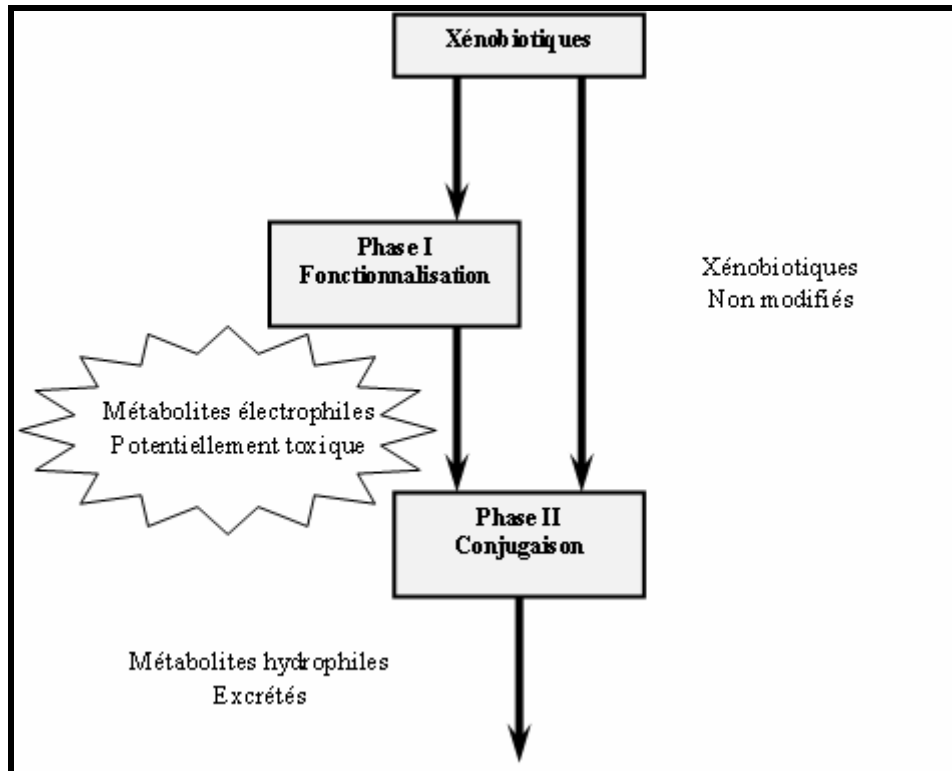 Xénobiotiques
Phase I
Fonctionnalisation
Xénobiotiques
Non modifiés
Métabolites électrophiles
Potentiellement toxique
Phase II
Conjugaison
Métabolites hydrophiles
Excrétés